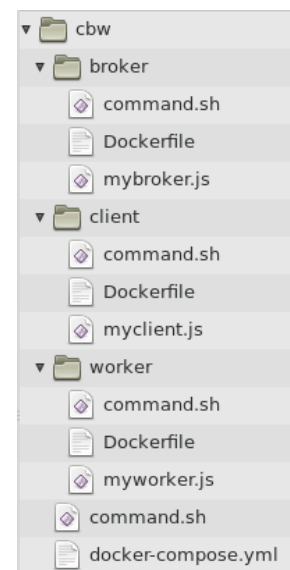 cbw
broker
command.sh
Dockerfile
mybroker.js
client
command.sh
Dockerfile
myclient.js
worker
command.sh
Dockerfile
myworker.js
command.sh
docker-compose.yml